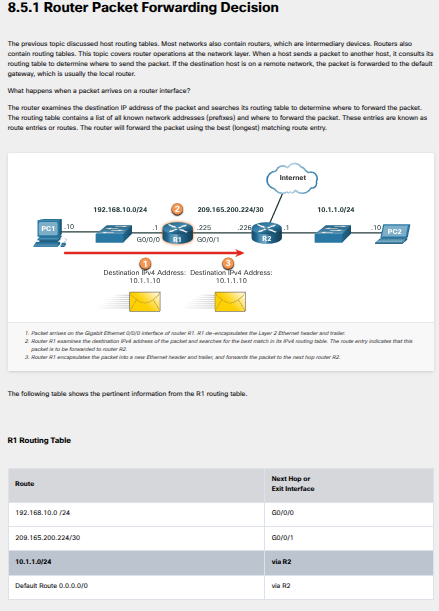 8.5.1 Router Packet Forwarding Decision
The previous topic discussed host routing tables. Most networks also contain routers, which are intermediary devices. Routers also
contain routing tables. This topic covers router operations at the network layer. When a host sends a packet to another host, it consults its
routing table to determine where to send the packet. If the destination host is on a remote network, the packet is forwarded to the default
gateway, which is usually the local router.
What happens when a packet arrives on a router interface?
The router examines the destination IP address of the packet and searches its routing table to determine where to forward the packet.
The routing table contains a list of all known network addresses (prefixes) and where to forward the packet. These entries are known as
route entries or routes. The router will forward the packet using the best (longest) matching route entry.
Internet
192.168.10.0/24
2
209.165.200.224/30
10.1.1.0/24
PC1
.10
.1
R1
.225
.226
R2
.1
.10
PC2
G0/0/0
G0/0/1
1
3
Destination IPv4 Address:
10.1.1.10
Destination IPv4 Address:
10.1.1.10
1. Packet arrives on the Gigabit Ethernet 0/0/0 interface of router R1. R1 de-encapsulates the Layer 2 Ethernet header and trailer.
2. Router R1 examines the destination IPv4 address of the packet and searches for the best match in its IPv4 routing table. The route entry indicates that this
packet is to be forwarded to router R2.
3. Router R1 encapsulates the packet into a new Ethernet header and trailer, and forwards the packet to the next hop router R2.
The following table shows the pertinent information from the R1 routing table.
R1 Routing Table
Route
Next Hop or
Exit Interface
192.168.10.0 /24
G0/0/0
209.165.200.224/30
G0/0/1
10.1.1.0/24
via R2
Default Route 0.0.0.0/0
via R2